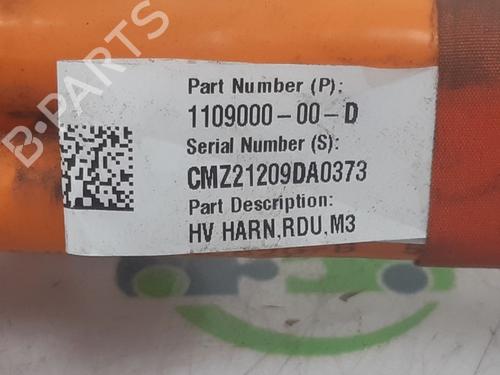 B-PARTS
Part Number (P):
1109000-00-D
Serial Number (S):
CMZ21209DA0373
Part Description:
HV HARN,RDU,M3